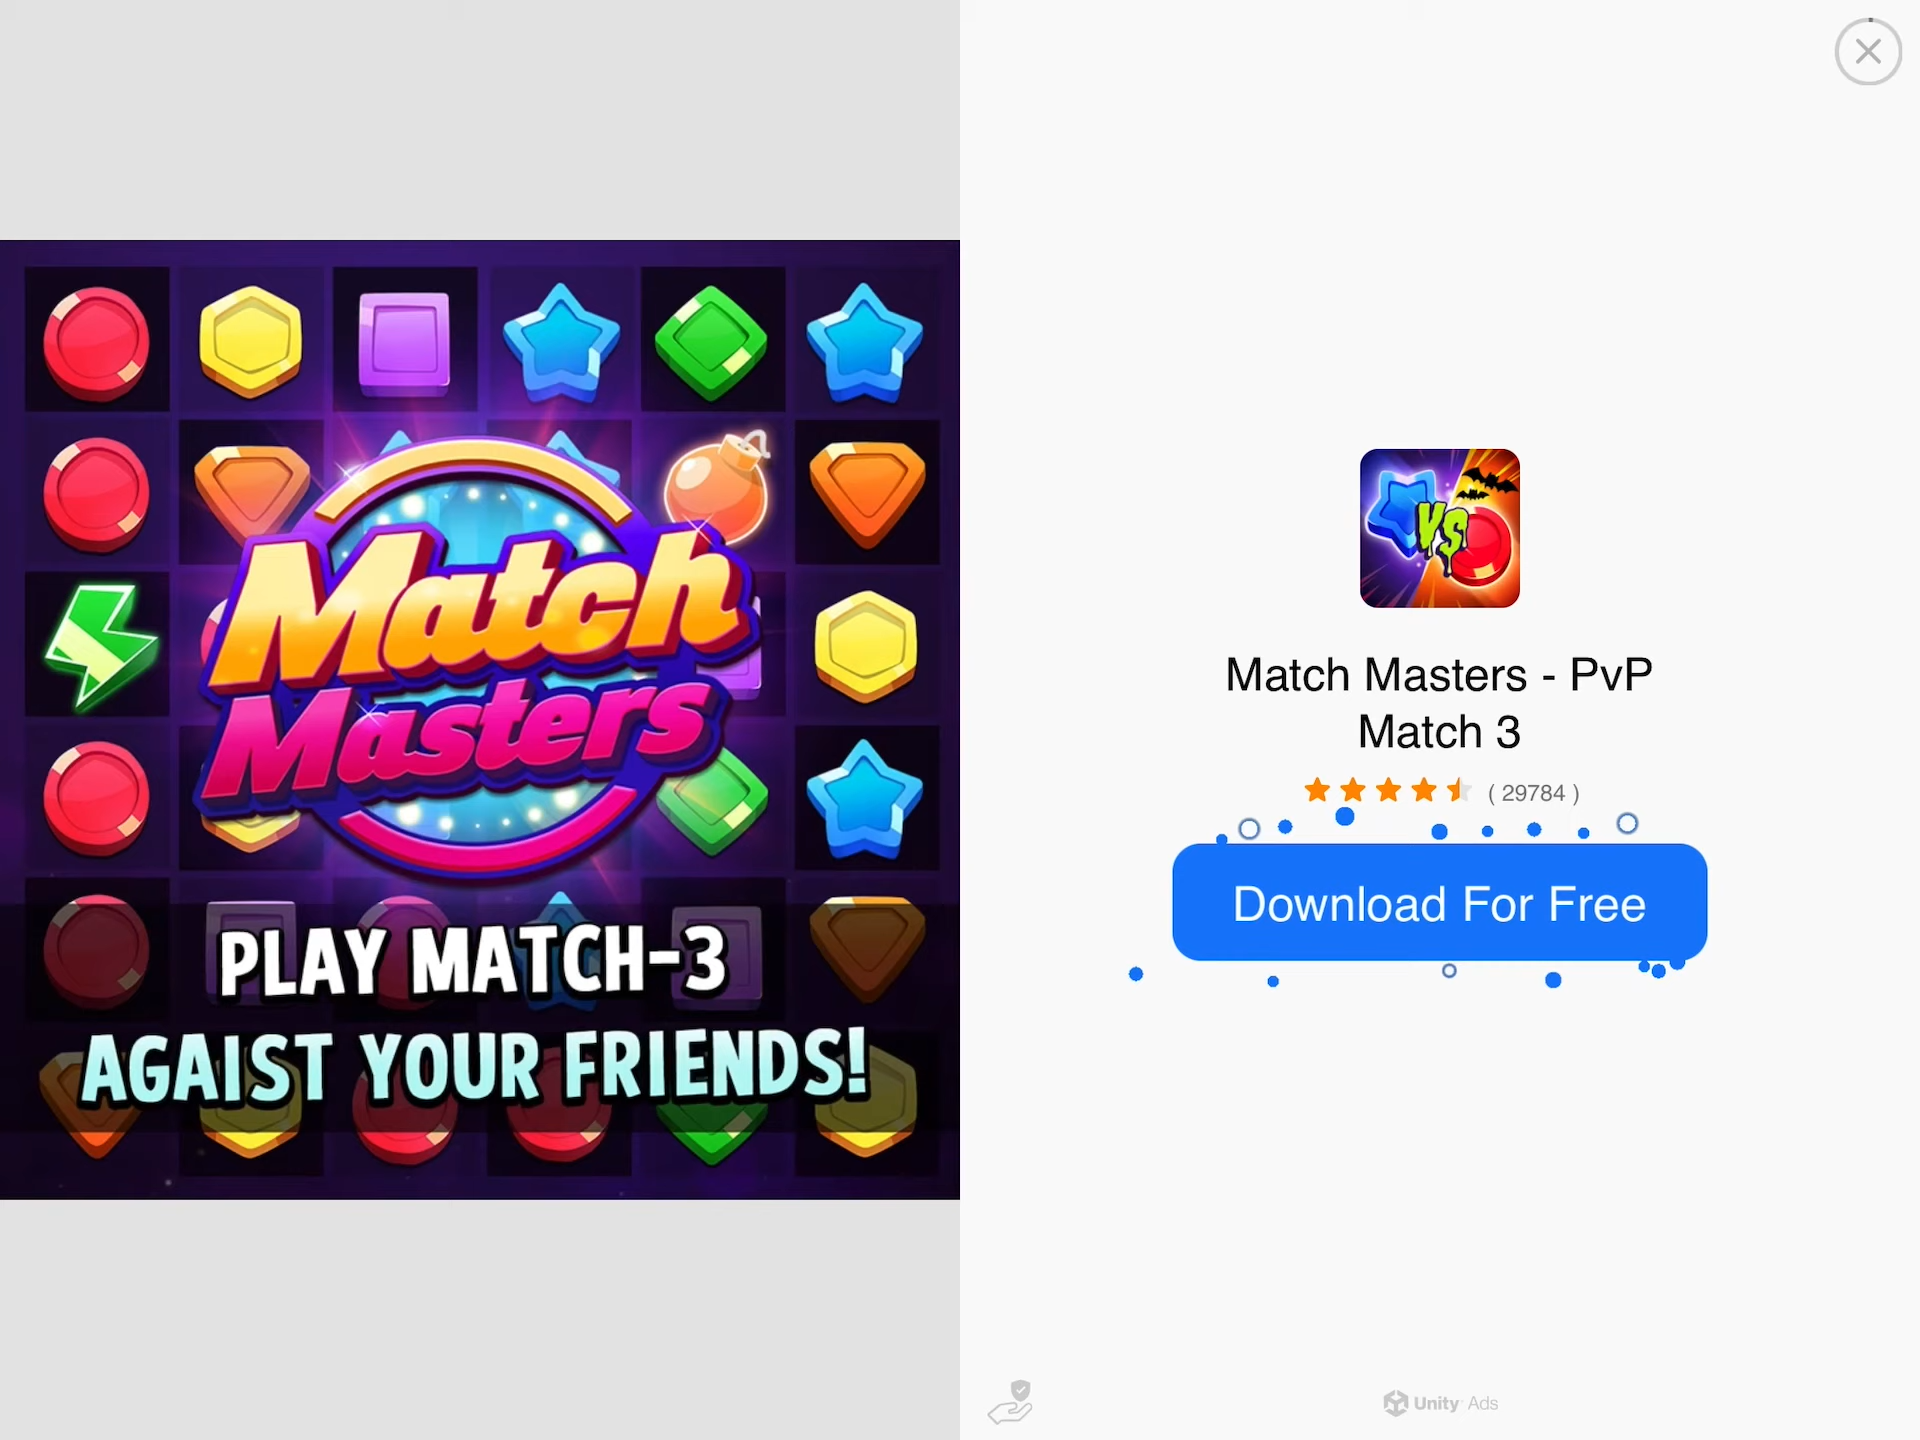 Match
Masters
PLAY MATCH-3
AGAIST YOUR FRIENDS!
VS
Match Masters - PvP
Match 3
( 29784 )
Download For Free
Unity Ads